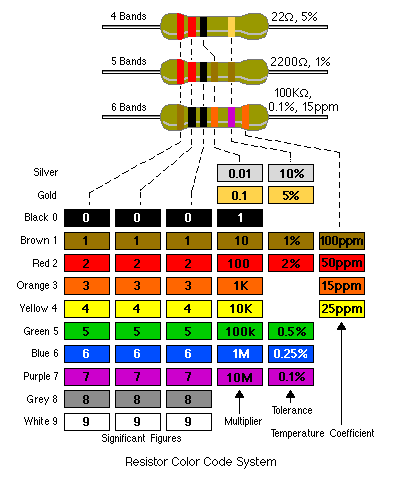 4 Bands 22Ω, 5%
5 Bands 2200Ω, 1%
6 Bands 100KΩ,
0.1%, 15ppm
Silver 0.01 10%
Gold 0.1 5%
Black 0 0 0 0 1
Brown 1 1 1 1 10 1% 100ppm
Red 2 2 2 2 100 2% 50ppm
Orange 3 3 3 3 1K 15ppm
Yellow 4 4 4 4 10K 25ppm
Green 5 5 5 5 100k 0.5%
Blue 6 6 6 6 1M 0.25%
Purple 7 7 7 7 10M 0.1%
Grey 8 8 8 8
White 9 9 9 9
Multiplier
Tolerance
Temperature Coefficient
Significant Figures
Resistor Color Code System